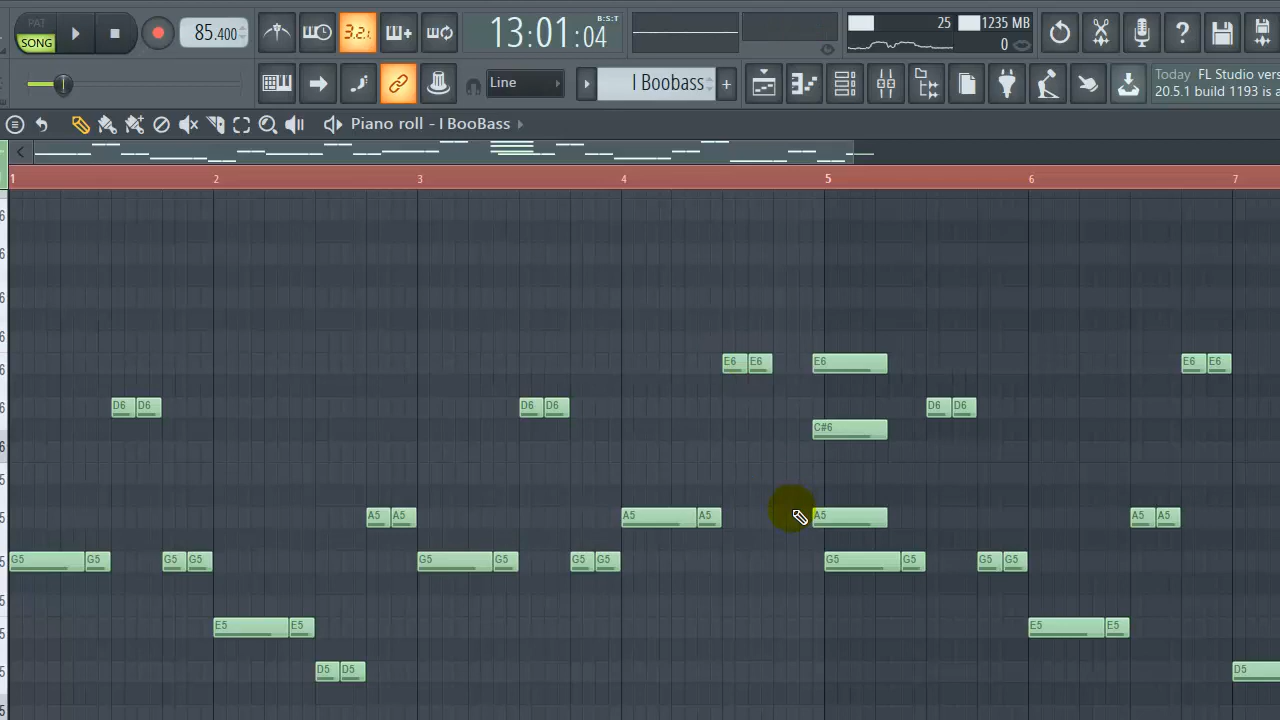 PAT
SONG
85.400
3.2.1
13:01:04
B:S:T
25
1235 MB
0
Line
I Boobass
Today FL Studio vers
20.5.1 build 1193 is a
Piano roll - I BooBass
1 2 3 4 5 6 7
E6 E6 E6 E6 E6
D6 D6 D6 D6 D6 D6
C#6
A5 A5 A5 A5 A5 A5 A5
G5 G5 G5 G5 G5 G5 G5 G5 G5 G5 G5 G5
E5 E5 E5 E5
D5 D5 D5